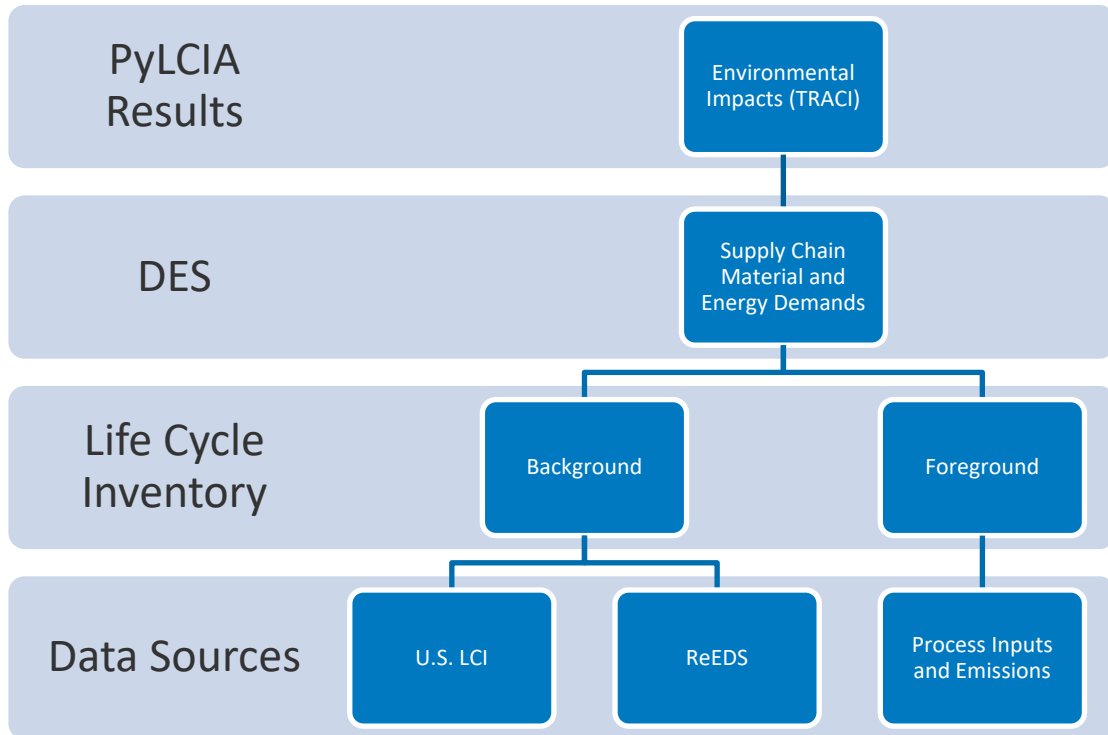 PyLCIA
Results
Environmental
Impacts (TRACI)
DES
Supply Chain
Material and
Energy Demands
Life Cycle
Inventory
Background
Foreground
Data Sources
U.S. LCI
ReEDS
Process Inputs
and Emissions